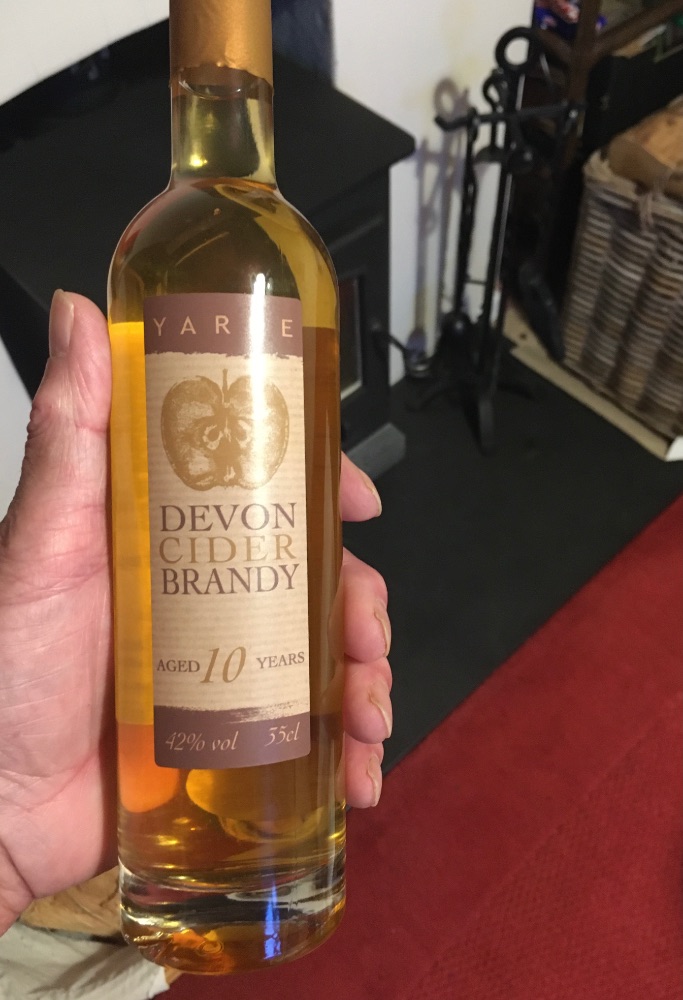 DEVON
CIDER
BRANDY
AGED 10 YEARS
42% vol 35cl